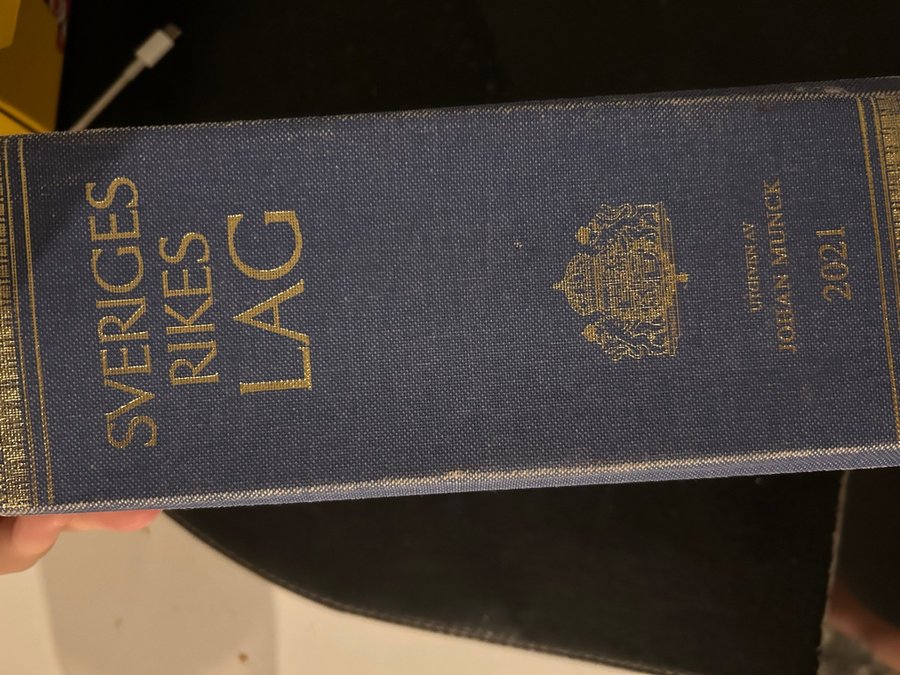 SVERIGES
RIKES
LAG
UTGIVEN AV
JOHAN MUNCK
2021